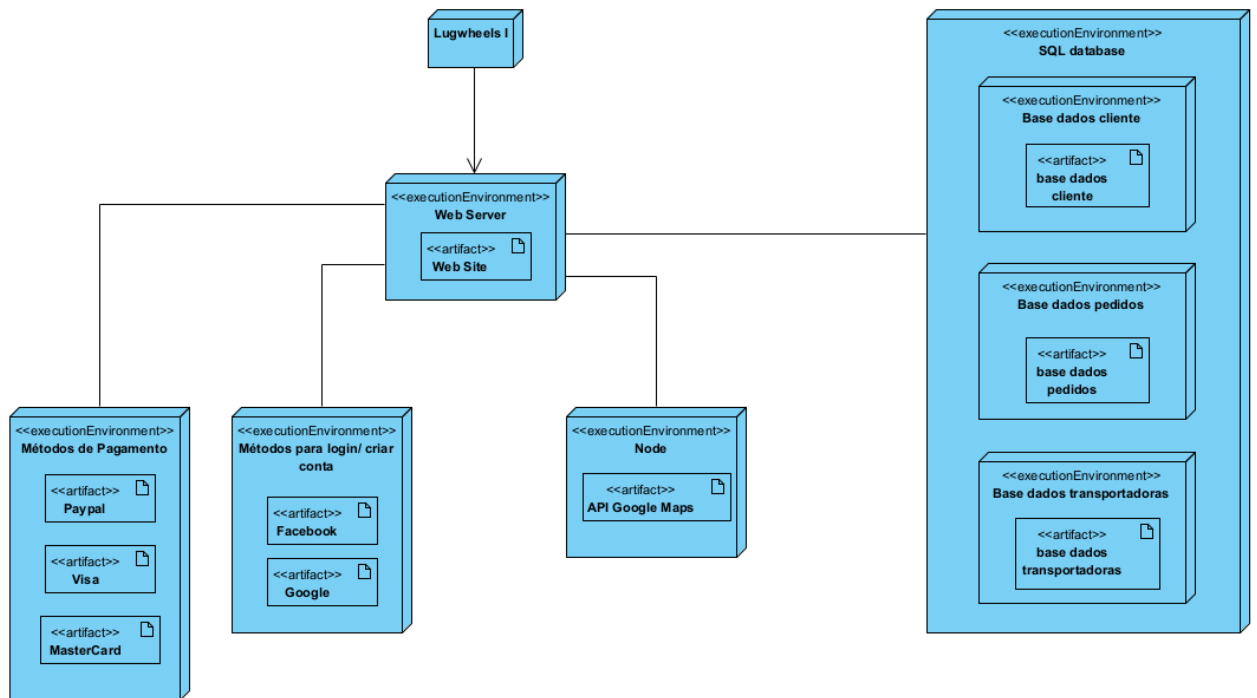 Lugwheels I
<<executionEnvironment>>
SQL database
<<executionEnvironment>>
Base dados cliente
<<artifact>>
base dados
cliente
<<executionEnvironment>>
Web Server
<<artifact>>
Web Site
<<executionEnvironment>>
Base dados pedidos
<<artifact>>
base dados
pedidos
<<executionEnvironment>>
Métodos de Pagamento
<<artifact>>
Paypal
<<artifact>>
Visa
<<artifact>>
MasterCard
<<executionEnvironment>>
Métodos para login/ criar
conta
<<artifact>>
Facebook
<<artifact>>
Google
<<executionEnvironment>>
Node
<<artifact>>
API Google Maps
<<executionEnvironment>>
Base dados transportadoras
<<artifact>>
base dados
transportadoras